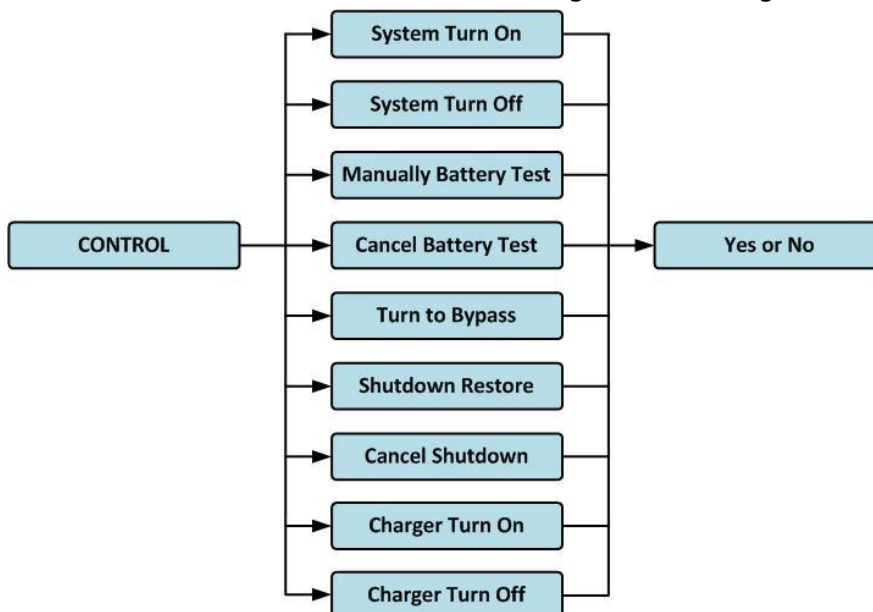 System Turn On
System Turn Off
Manually Battery Test
CONTROL
Cancel Battery Test
Yes or No
Turn to Bypass
Shutdown Restore
Cancel Shutdown
Charger Turn On
Charger Turn Off